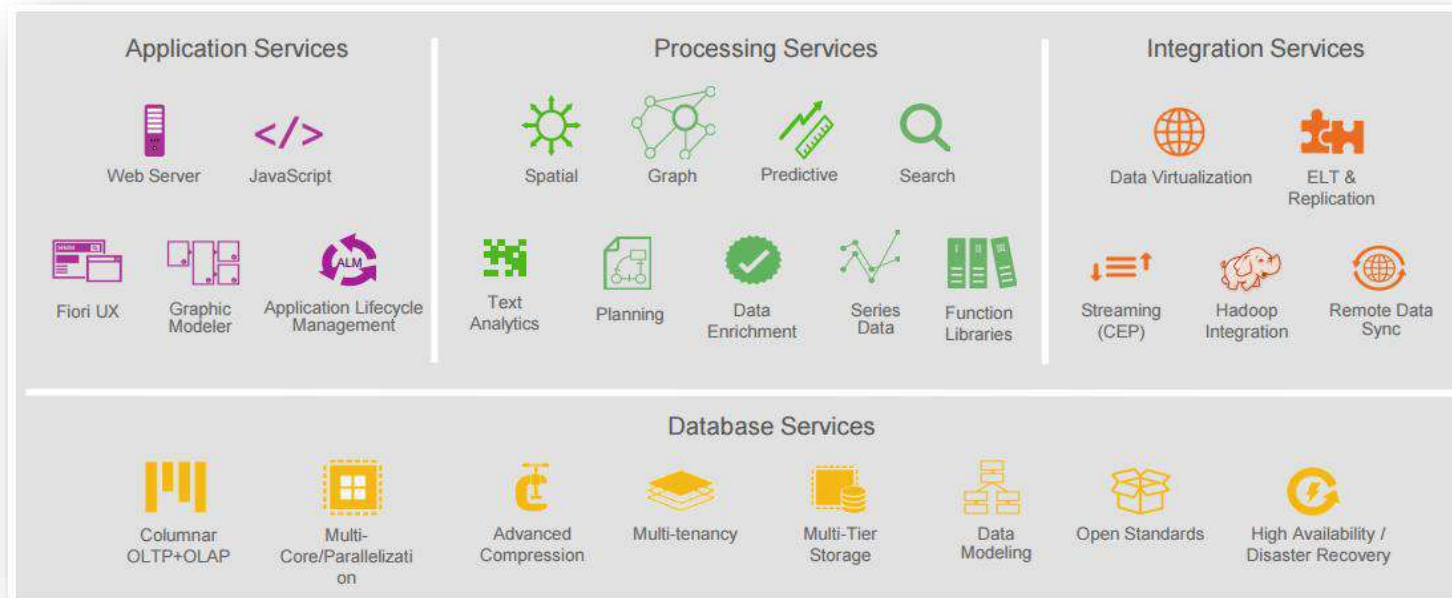 Application Services
Web Server
JavaScript
Fiori UX
Graphic
Modeler
ALM
Application Lifecycle
Management
Processing Services
Spatial
Graph
Predictive
Search
Text
Analytics
Planning
Data
Enrichment
Series
Data
I II III
Function
Libraries
Integration Services
Data Virtualization
ELT &
Replication
Streaming
(CEP)
Hadoop
Integration
Remote Data
Sync
Database Services
Columnar
OLTP+OLAP
Multi-
Core/Parallelizati
on
Advanced
Compression
Multi-tenancy
Multi-Tier
Storage
Data
Modeling
Open Standards
High Availability /
Disaster Recovery